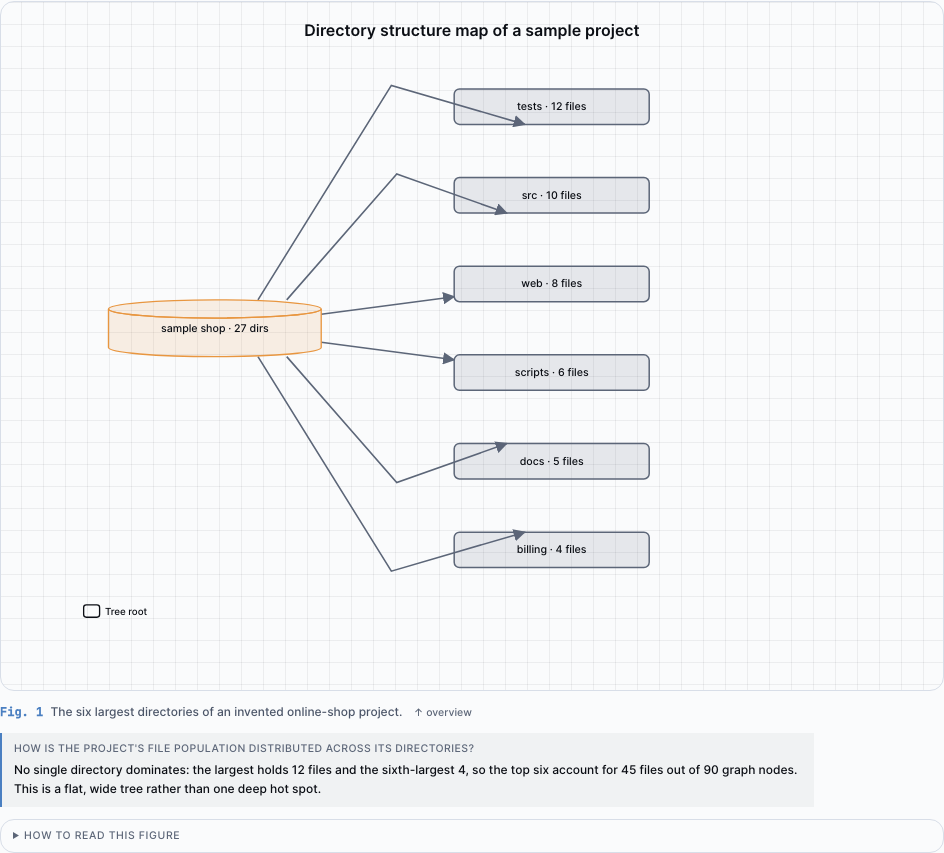 Directory structure map of a sample project
tests · 12 files
src · 10 files
web · 8 files
sample shop · 27 dirs
scripts · 6 files
docs · 5 files
billing · 4 files
Tree root
Fig. 1 The six largest directories of an invented online-shop project. ↑ overview
HOW IS THE PROJECT'S FILE POPULATION DISTRIBUTED ACROSS ITS DIRECTORIES?
No single directory dominates: the largest holds 12 files and the sixth-largest 4, so the top six account for 45 files out of 90 graph nodes.
This is a flat, wide tree rather than one deep hot spot.
▶ HOW TO READ THIS FIGURE